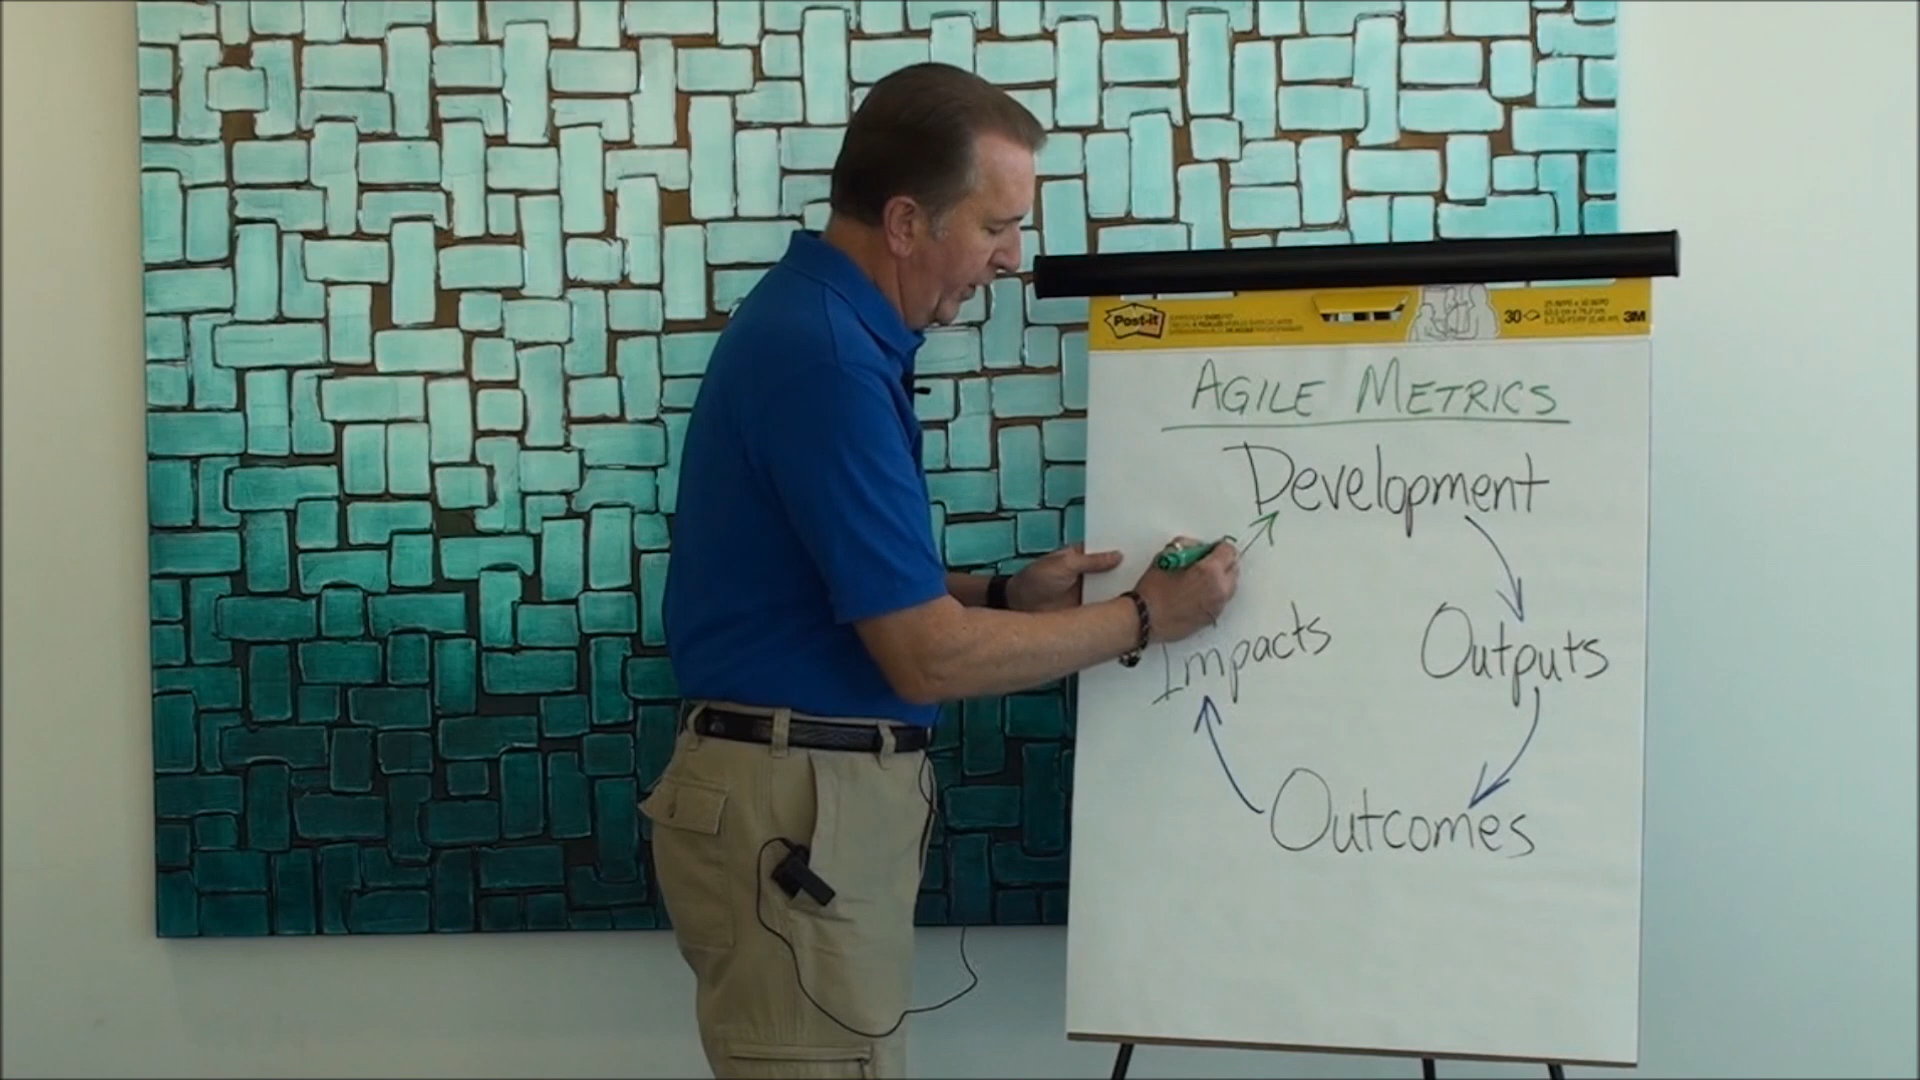 Post-it
30
3M
AGILE METRICS
Development
Impacts
Outputs
Outcomes